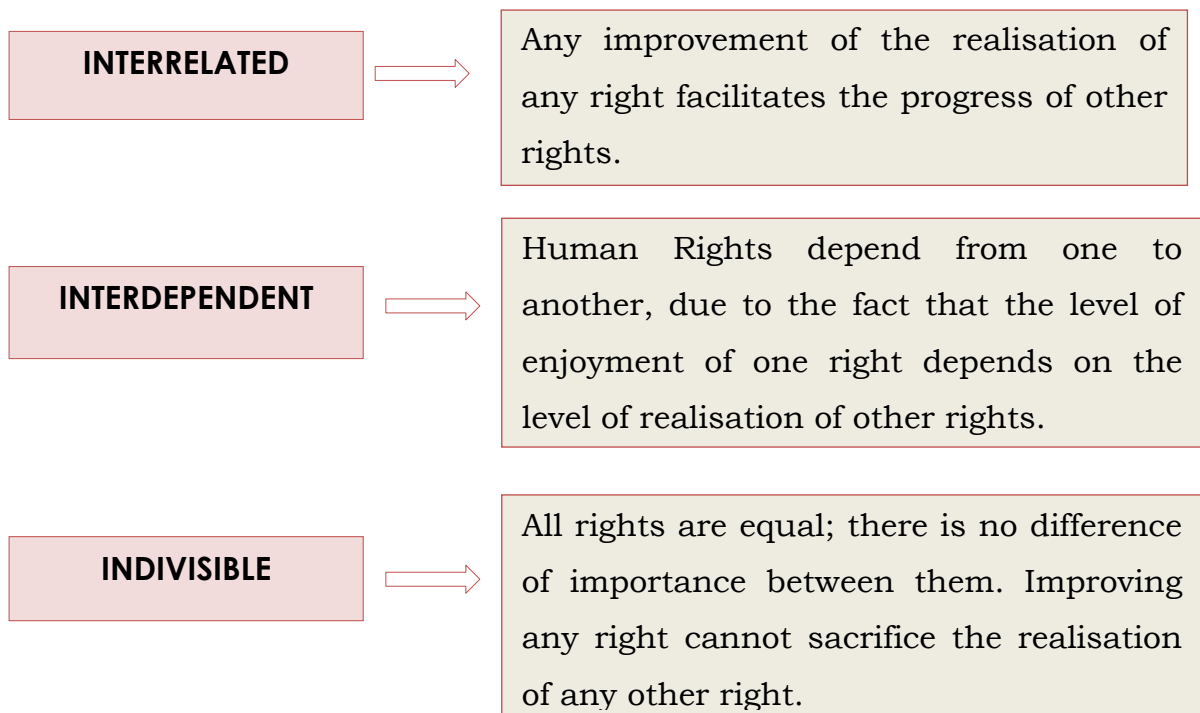 INTERRELATED
Any improvement of the realisation of
any right facilitates the progress of other
rights.
INTERDEPENDENT
Human Rights depend from one to
another, due to the fact that the level of
enjoyment of one right depends on the
level of realisation of other rights.
INDIVISIBLE
All rights are equal; there is no difference
of importance between them. Improving
any right cannot sacrifice the realisation
of any other right.